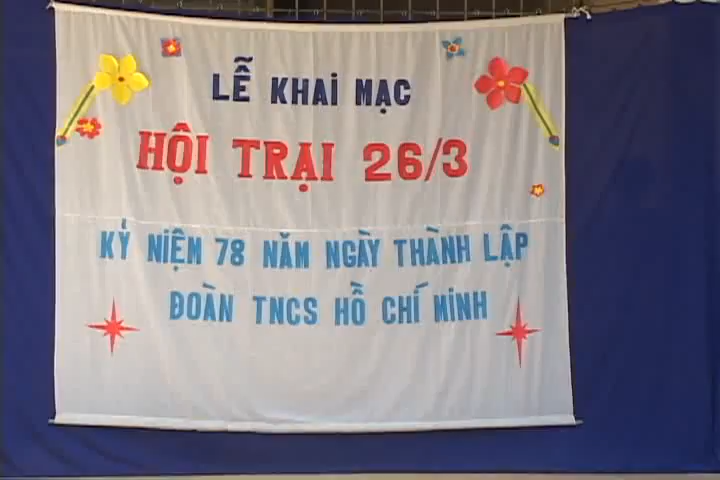 LỄ KHAI MẠC
HỘI TRẠI 26/3
KỶ NIỆM 78 NĂM NGÀY THÀNH LẬP
ĐOÀN TNCS HỒ CHÍ MINH